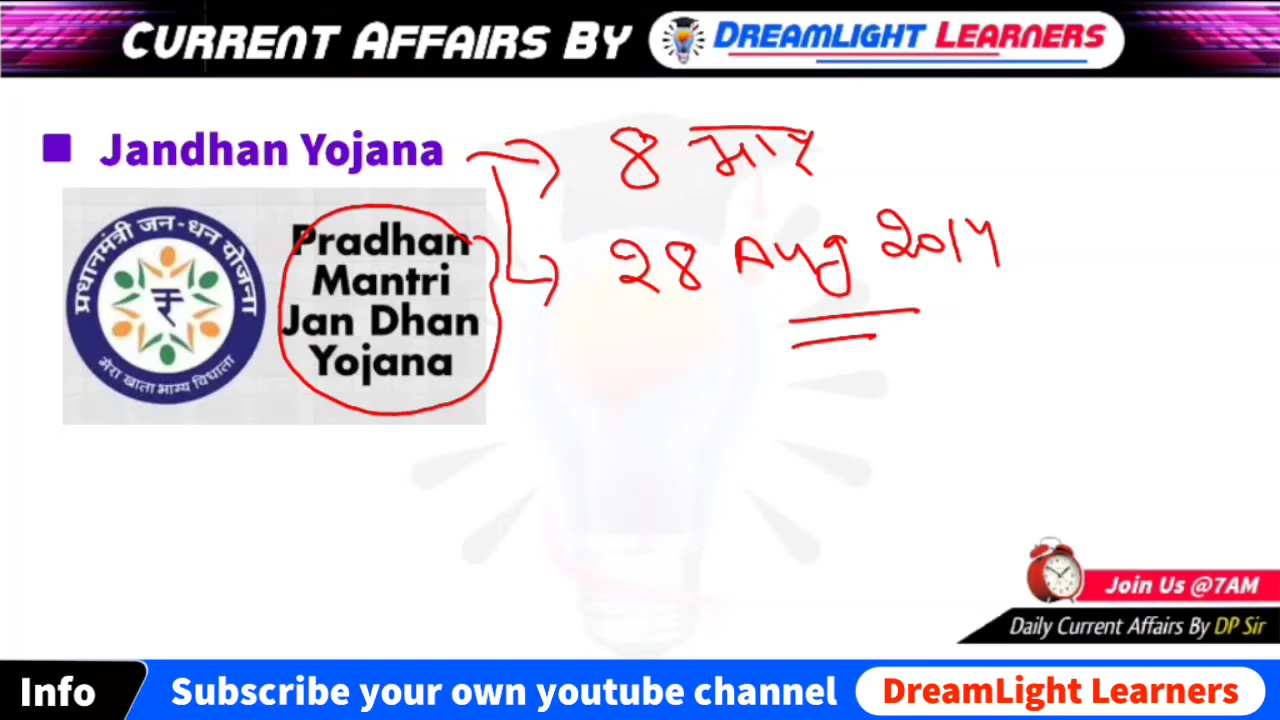 CURRENT AFFAIRS BY DREAMLIGHT LEARNERS
Jandhan Yojana
8
28 Aug 2014
प्रधानमंत्री जन-धन योजना
मेरा खाता भाग्य विधाता
₹
Pradhan
Mantri
Jan Dhan
Yojana
Join Us @7AM
Daily Current Affairs By DP Sir
Info
Subscribe your own youtube channel
DreamLight Learners